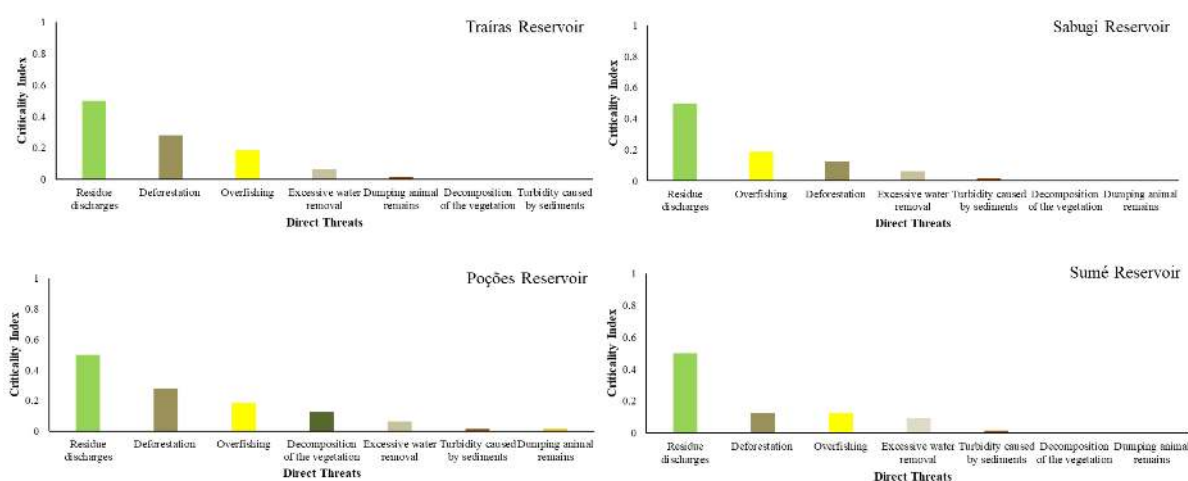 Traíras Reservoir
1
0.8
0.6
0.4
0.2
0
Criticality Index
Residue discharges
Deforestation
Overfishing
Excessive water removal
Dumping animal remains
Decomposition of the vegetation
Turbidity caused by sediments
Direct Threats
Sabugi Reservoir
1
0.8
0.6
0.4
0.2
0
Criticality Index
Residue discharges
Overfishing
Deforestation
Excessive water removal
Turbidity caused by sediments
Decomposition of the vegetation
Dumping animal remains
Direct Threats
Poções Reservoir
1
0.8
0.6
0.4
0.2
0
Criticality Index
Residue discharges
Deforestation
Overfishing
Decomposition of the vegetation
Excessive water removal
Turbidity caused by sediments
Dumping animal remains
Direct Threats
Sumé Reservoir
1
0.8
0.6
0.4
0.2
0
Criticality Index
Residue discharges
Deforestation
Overfishing
Excessive water removal
Turbidity caused by sediments
Decomposition of the vegetation
Dumping animal remains
Direct Threats